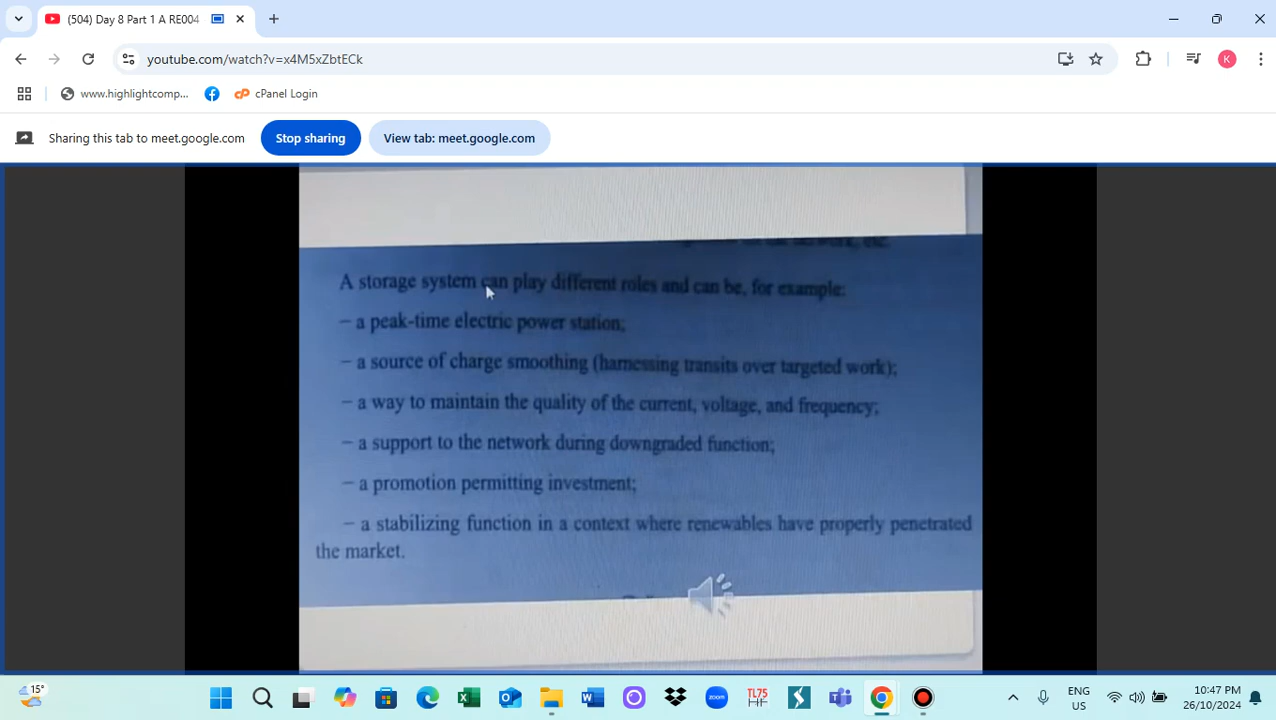 (504) Day 8 Part 1 A RE004
youtube.com/watch?v=x4M5xZbtECk
K
www.highlightcomp...
cPanel Login
Sharing this tab to meet.google.com
Stop sharing
View tab: meet.google.com
etc.
A storage system can play different roles and can be, for example:
– a peak-time electric power station;
– a source of charge smoothing (harnessing transits over targeted work);
– a way to maintain the quality of the current, voltage, and frequency;
– a support to the network during downgraded function;
– a promotion permitting investment;
– a stabilizing function in a context where renewables have properly penetrated
the market.
15°
zoom
TL75
ENG
US
10:47 PM
26/10/2024